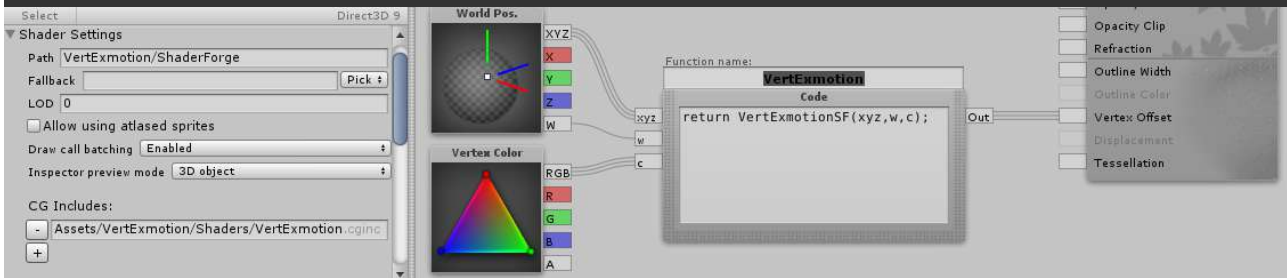 Select Direct3D 9
Shader Settings
Path VertExmotion/ShaderForge
Fallback Pick
LOD 0
Allow using atlased sprites
Draw call batching Enabled
Inspector preview mode 3D object
CG Includes:
- Assets/VertExmotion/Shaders/VertExmotion.cginc
+
World Pos.
XYZ
X
Y
Z
W
Vertex Color
RGB
R
G
B
A
Function name:
VertExmotion
Code
xyz
w
c
return VertExmotionSF(xyz,w,c);
Out
Opacity Clip
Refraction
Outline Width
Outline Color
Vertex Offset
Displacement
Tessellation